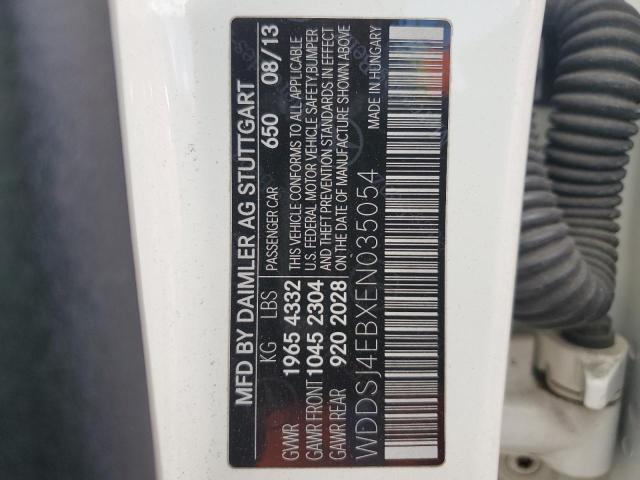 MFD BY DAIMLER AG STUTTGART
KG LBS PASSENGER CAR 650 08/13
GVWR 1965 4332 THIS VEHICLE CONFORMS TO ALL APPLICABLE
GAWR FRONT 1045 2304 U.S. FEDERAL MOTOR VEHICLE SAFETY,BUMPER
AND THEFT PREVENTION STANDARDS IN EFFECT
GAWR REAR 920 2028 ON THE DATE OF MANUFACTURE SHOWN ABOVE
WDDSJ4EBXEN035054 MADE IN HUNGARY